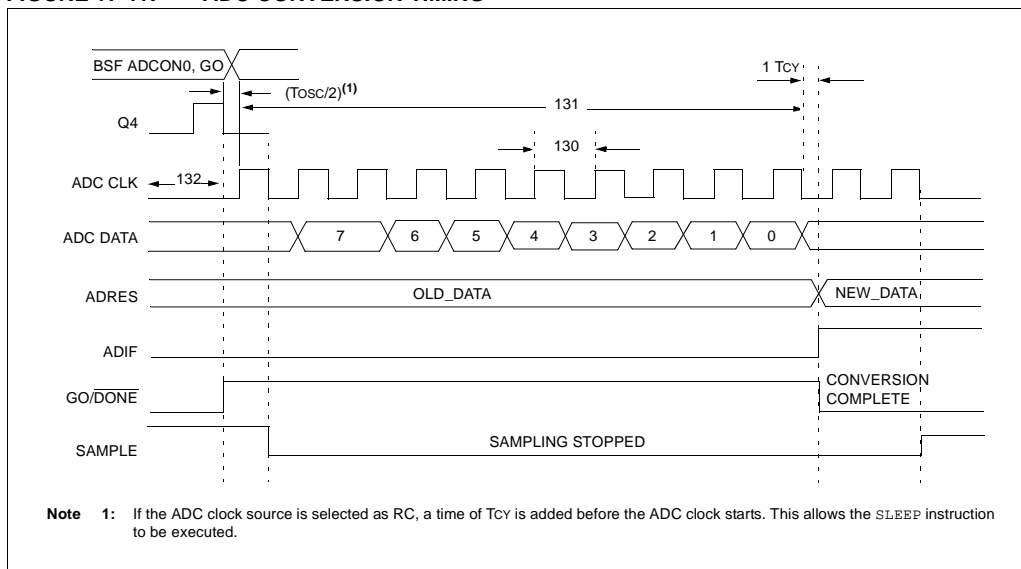 BSF ADCON0, GO
(TOSC/2)(1)
1 TCY
131
Q4
130
ADC CLK
132
ADC DATA
7 6 5 4 3 2 1 0
ADRES
OLD_DATA
NEW_DATA
ADIF
GO/DONE
CONVERSION
COMPLETE
SAMPLE
SAMPLING STOPPED
Note 1: If the ADC clock source is selected as RC, a time of TCY is added before the ADC clock starts. This allows the SLEEP instruction
to be executed.